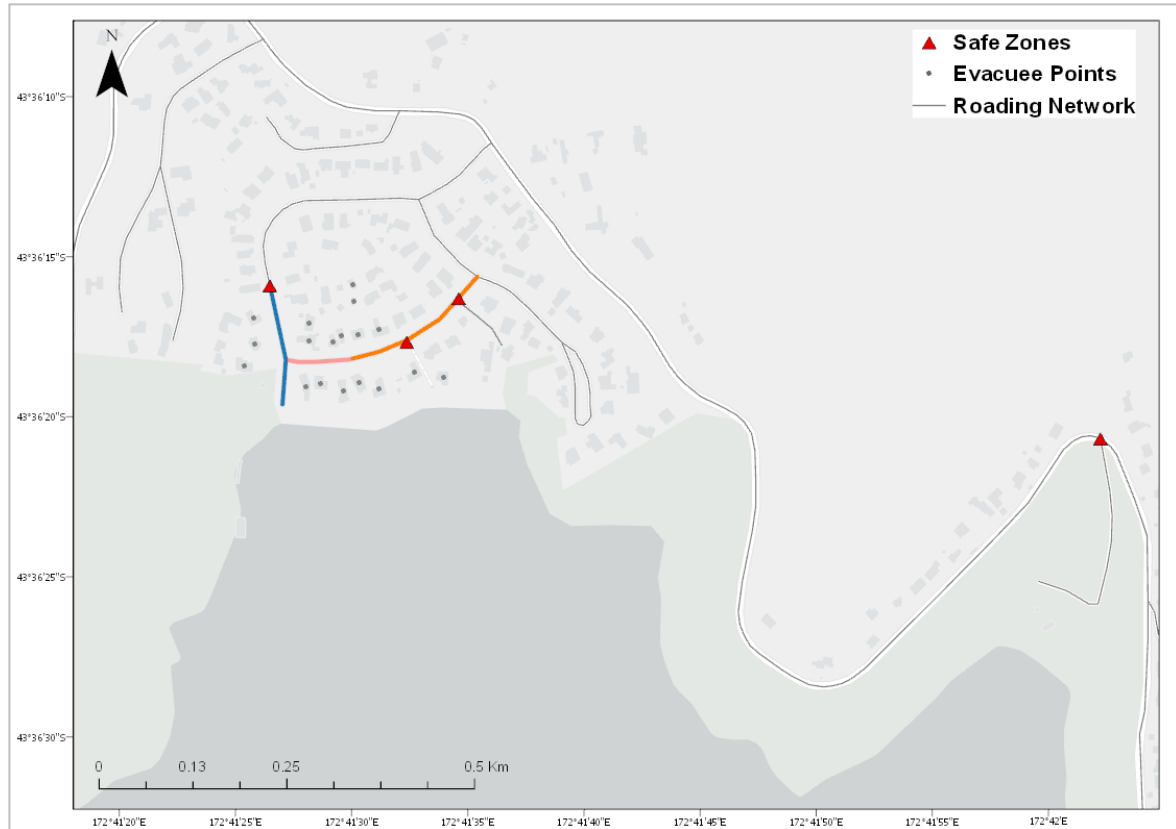 N
Safe Zones
Evacuee Points
Roading Network
43°36'10"S
43°36'15"S
43°36'20"S
43°36'25"S
43°36'30"S
0 0.13 0.25 0.5 Km
172°41'20"E 172°41'25"E 172°41'30"E 172°41'35"E 172°41'40"E 172°41'45"E 172°41'50"E 172°41'55"E 172°42'E